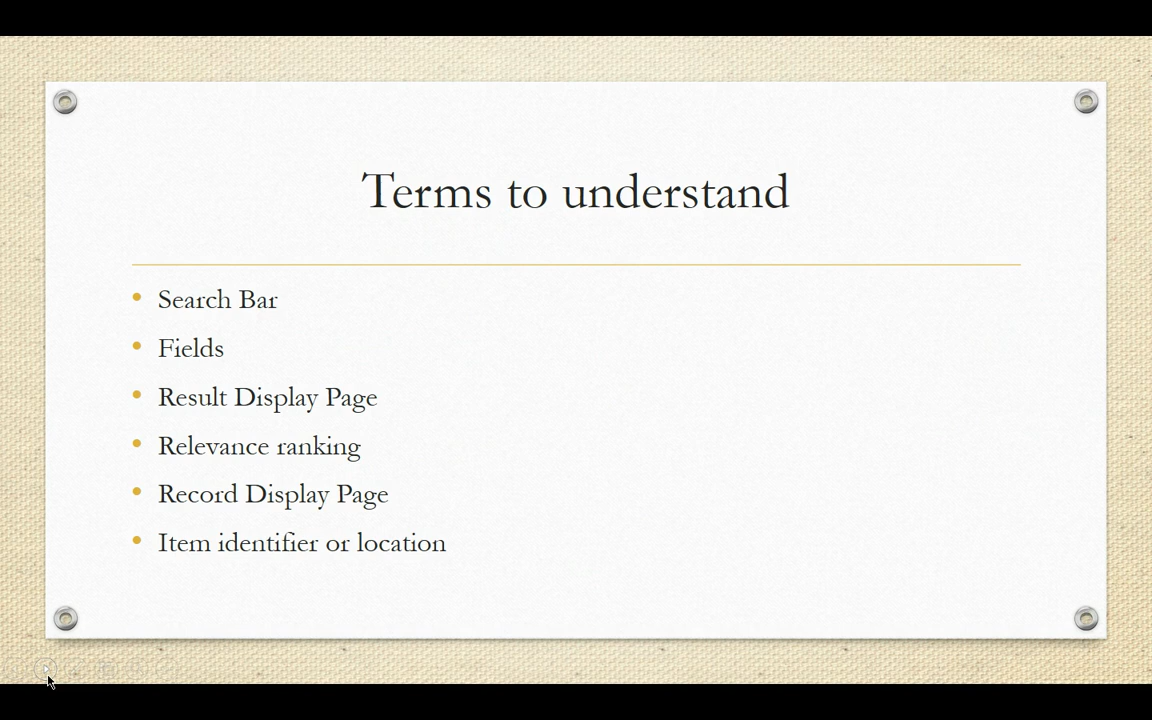 Terms to understand
Search Bar
Fields
Result Display Page
Relevance ranking
Record Display Page
Item identifier or location